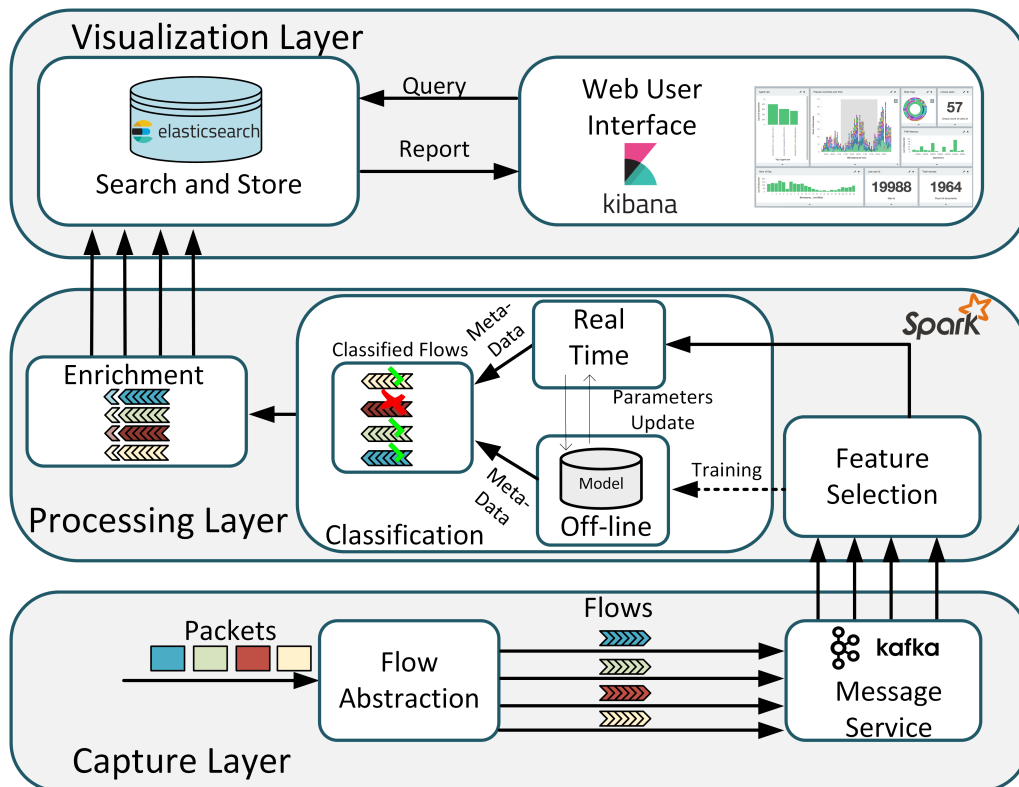 Visualization Layer
elasticsearch
Search and Store
Query
Report
Web User
Interface
kibana
57
19988
1964
Enrichment
Processing Layer
Classified Flows
Meta-
Data
Real
Time
Parameters
Update
Meta-
Data
Model
Off-line
Classification
Training
Spark
Feature
Selection
Packets
Flow
Abstraction
Flows
kafka
Message
Service
Capture Layer